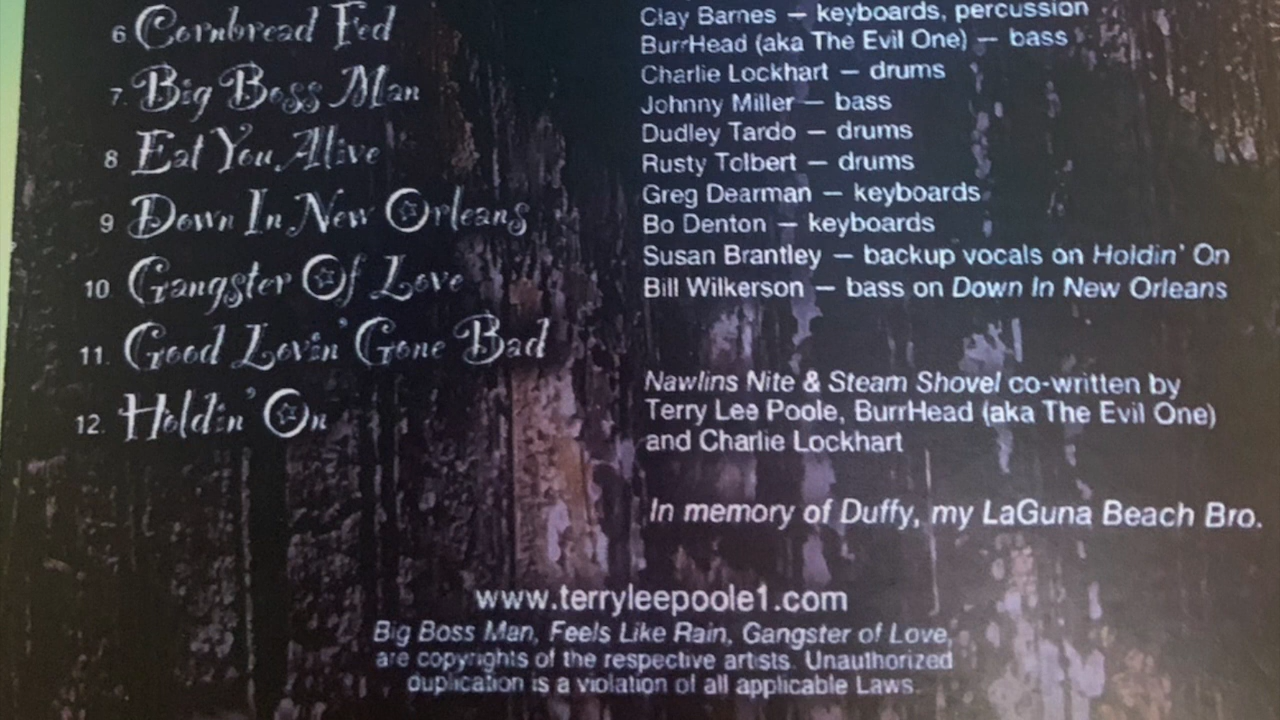 6 Cornbread Fed
7. Big Boss Man
8 Eat You Alive
9 Down In New Orleans
10. Gangster Of Love
11. Good Lovin' Gone Bad
12. Holdin' On
Clay Barnes – keyboards, percussion
BurrHead (aka The Evil One) – bass
Charlie Lockhart – drums
Johnny Miller – bass
Dudley Tardo – drums
Rusty Tolbert – drums
Greg Dearman – keyboards
Bo Denton – keyboards
Susan Brantley – backup vocals on Holdin' On
Bill Wilkerson – bass on Down In New Orleans
Nawlins Nite & Steam Shovel co-written by
Terry Lee Poole, BurrHead (aka The Evil One)
and Charlie Lockhart
In memory of Duffy, my LaGuna Beach Bro.
www.terryleepoole1.com
Big Boss Man, Feels Like Rain, Gangster of Love,
are copyrights of the respective artists. Unauthorized
duplication is a violation of all applicable Laws.